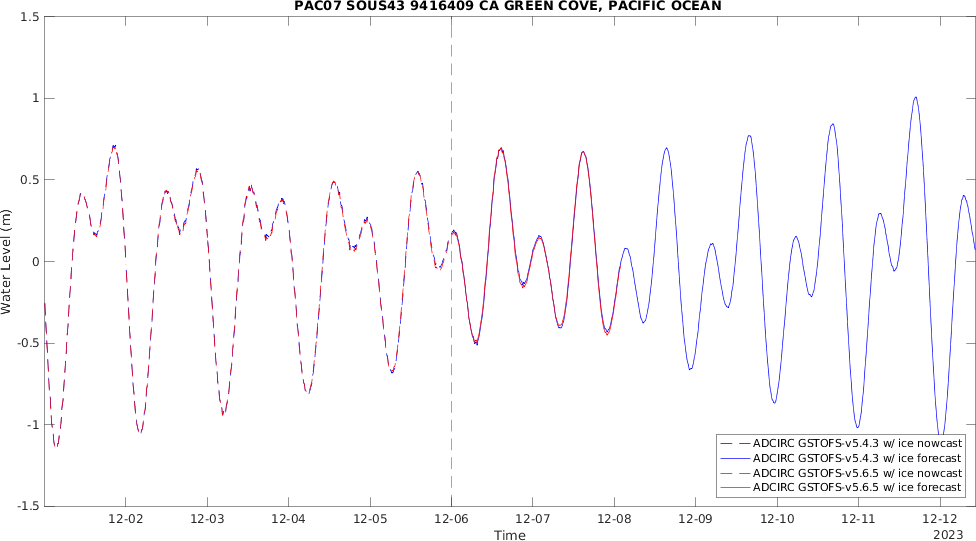 PAC07 SOUS43 9416409 CA GREEN COVE, PACIFIC OCEAN
1.5
1
0.5
0
-0.5
-1
-1.5
Water Level (m)
ADCIRC GSTOFS-v5.4.3 w/ ice nowcast
ADCIRC GSTOFS-v5.4.3 w/ ice forecast
ADCIRC GSTOFS-v5.6.5 w/ ice nowcast
ADCIRC GSTOFS-v5.6.5 w/ ice forecast
12-02 12-03 12-04 12-05 12-06 12-07 12-08 12-09 12-10 12-11 12-12
Time 2023